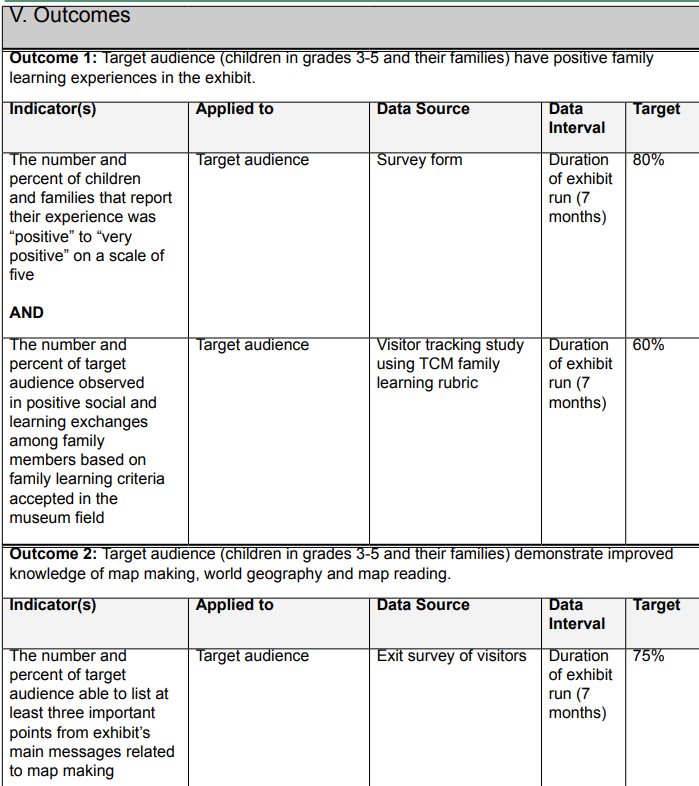 V. Outcomes
Outcome 1: Target audience (children in grades 3-5 and their families) have positive family
learning experiences in the exhibit.
Indicator(s) Applied to Data Source Data Interval Target
The number and
percent of children
and families that report
their experience was
“positive” to “very
positive” on a scale of
five
AND
Target audience
Survey form
Duration
of exhibit
run (7
months)
80%
The number and
percent of target
audience observed
in positive social and
learning exchanges
among family
members based on
family learning criteria
accepted in the
museum field
Target audience
Visitor tracking study
using TCM family
learning rubric
Duration
of exhibit
run (7
months)
60%
Outcome 2: Target audience (children in grades 3-5 and their families) demonstrate improved
knowledge of map making, world geography and map reading.
Indicator(s) Applied to Data Source Data Interval Target
The number and
percent of target
audience able to list at
least three important
points from exhibit’s
main messages related
to map making
Target audience
Exit survey of visitors
Duration
of exhibit
run (7
months)
75%